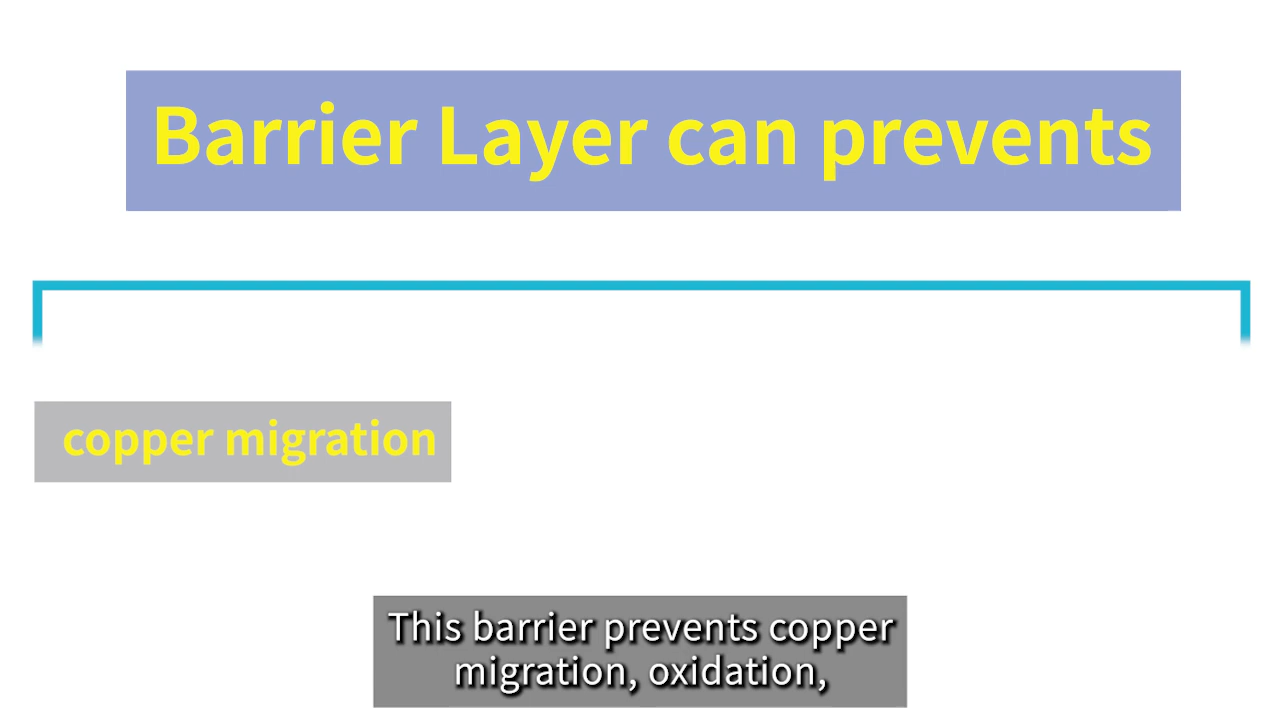 Barrier Layer can prevents
copper migration
This barrier prevents copper
migration, oxidation,